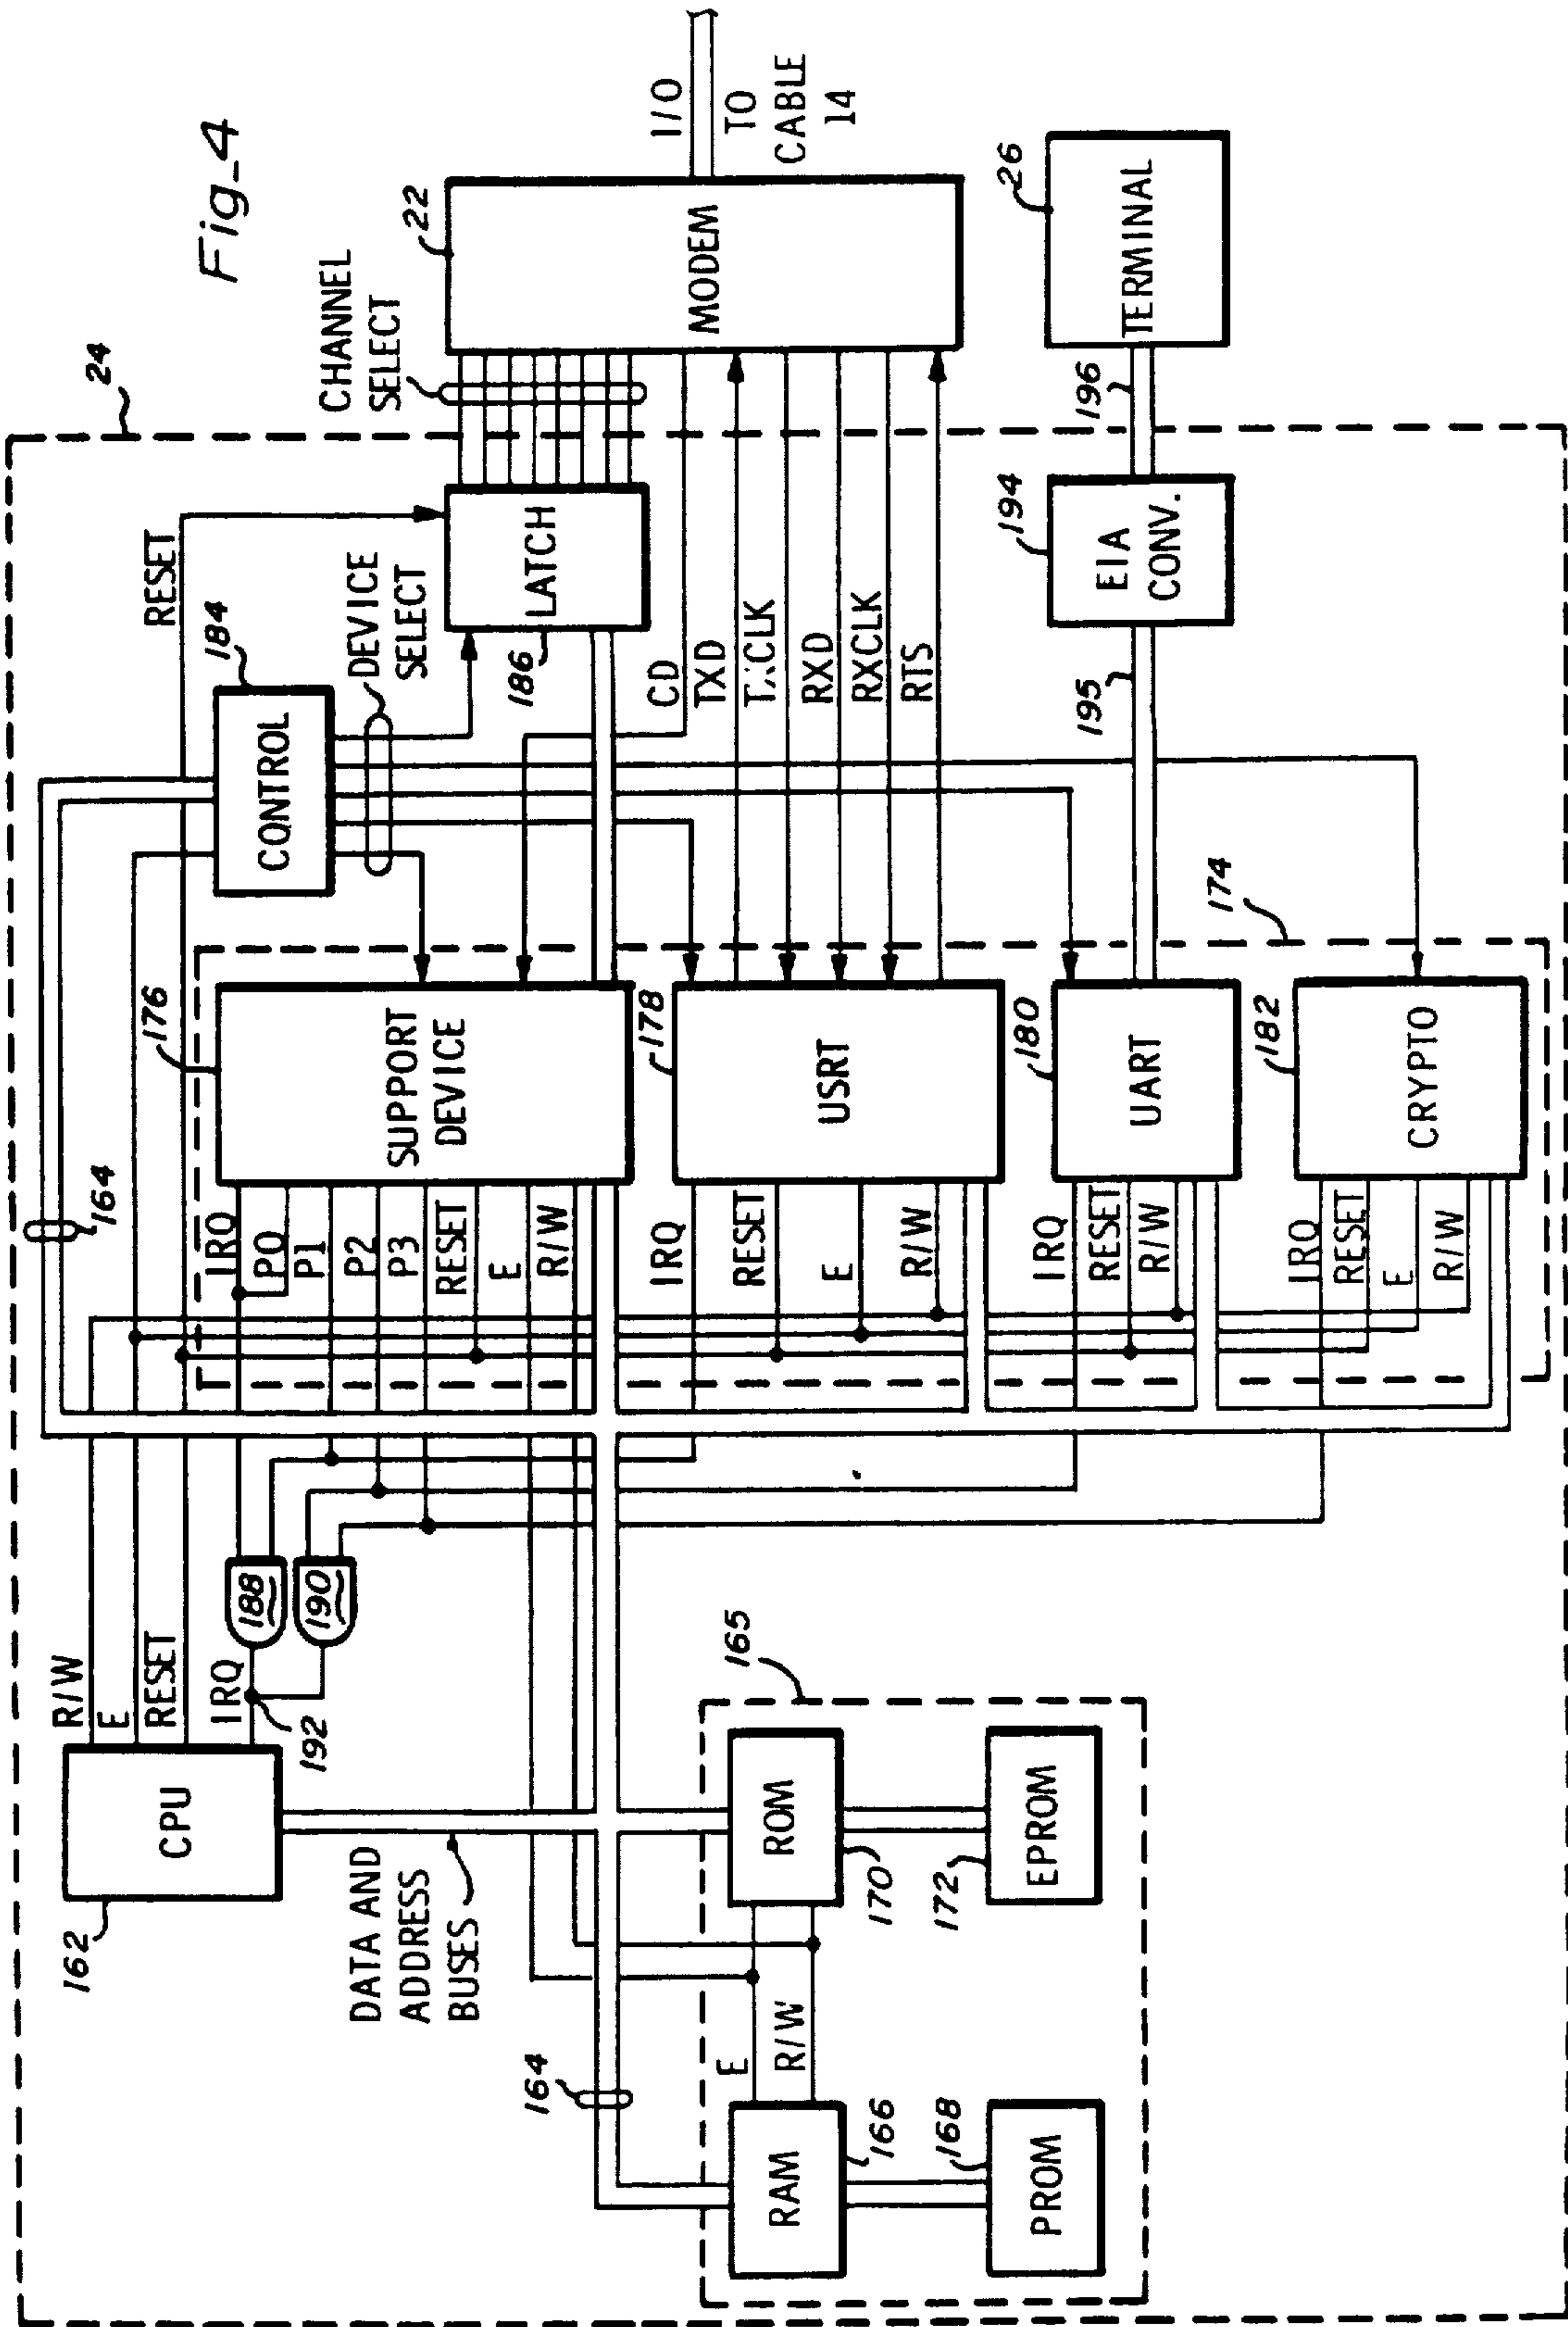 Fig_4
24
164
R/W
E
RESET
IRQ
CPU
162
192
188
190
DATA AND
ADDRESS
BUSES
164
165
RAM
166
E
R/W
ROM
170
PROM
168
EPROM
172
176
SUPPORT
DEVICE
IRQ
P0
P1
P2
P3
RESET
E
R/W
178
USRT
IRQ
RESET
E
R/W
180
UART
IRQ
RESET
R/W
182
CRYPTO
IRQ
RESET
E
R/W
174
184
CONTROL
RESET
DEVICE
SELECT
186
LATCH
CHANNEL
SELECT
22
MODEM
I/O
TO
CABLE
14
CD
TXD
TXCLK
RXD
RXCLK
RTS
195
194
EIA
CONV.
196
26
TERMINAL